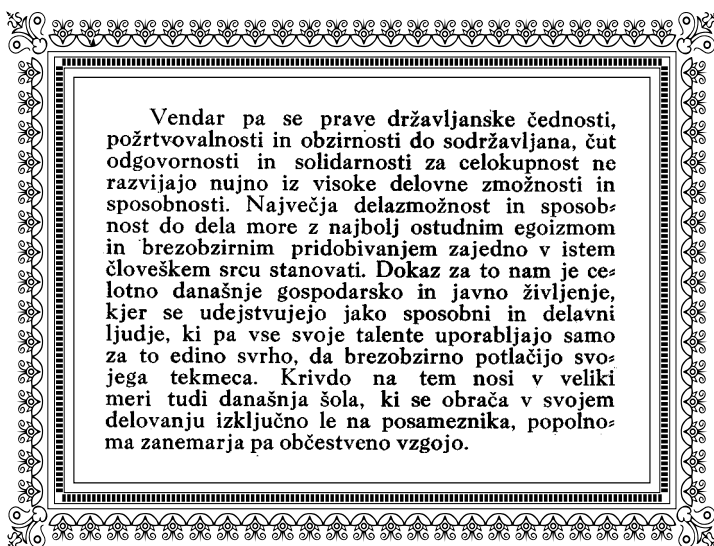 Vendar pa se prave državljanske čednosti,
požrtvovalnosti in obzirnosti do sodržavljana, čut
odgovornosti in solidarnosti za celokupnost ne
razvijajo nujno iz visoke delovne zmožnosti in
sposobnosti. Največja delazmožnost in sposob-
nost do dela more z najbolj ostudnim egoizmom
in brezobzirnim pridobivanjem zajedno v istem
človeškem srcu stanovati. Dokaz za to nam je ce-
lotno današnje gospodarsko in javno življenje,
kjer se udejstvujejo jako sposobni in delavni
ljudje, ki pa vse svoje talente uporabljajo samo
za to edino svrho, da brezobzirno potlačijo svo-
jega tekmeca. Krivdo na tem nosi v veliki
meri tudi današnja šola, ki se obrača v svojem
delovanju izključno le na posameznika, popolno-
ma zanemarja pa občestveno vzgojo.